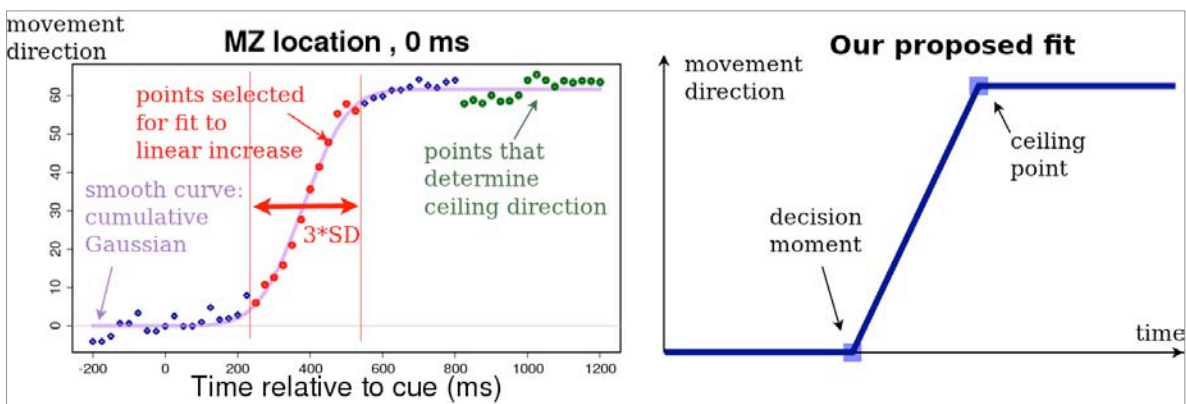 movement
direction
MZ location , 0 ms
points selected
for fit to
linear increase
smooth curve:
cumulative
Gaussian
3*SD
points that
determine
ceiling direction
60
50
40
30
20
10
0
-200 0 200 400 600 800 1000 1200
Time relative to cue (ms)
Our proposed fit
movement
direction
ceiling
point
decision
moment
time